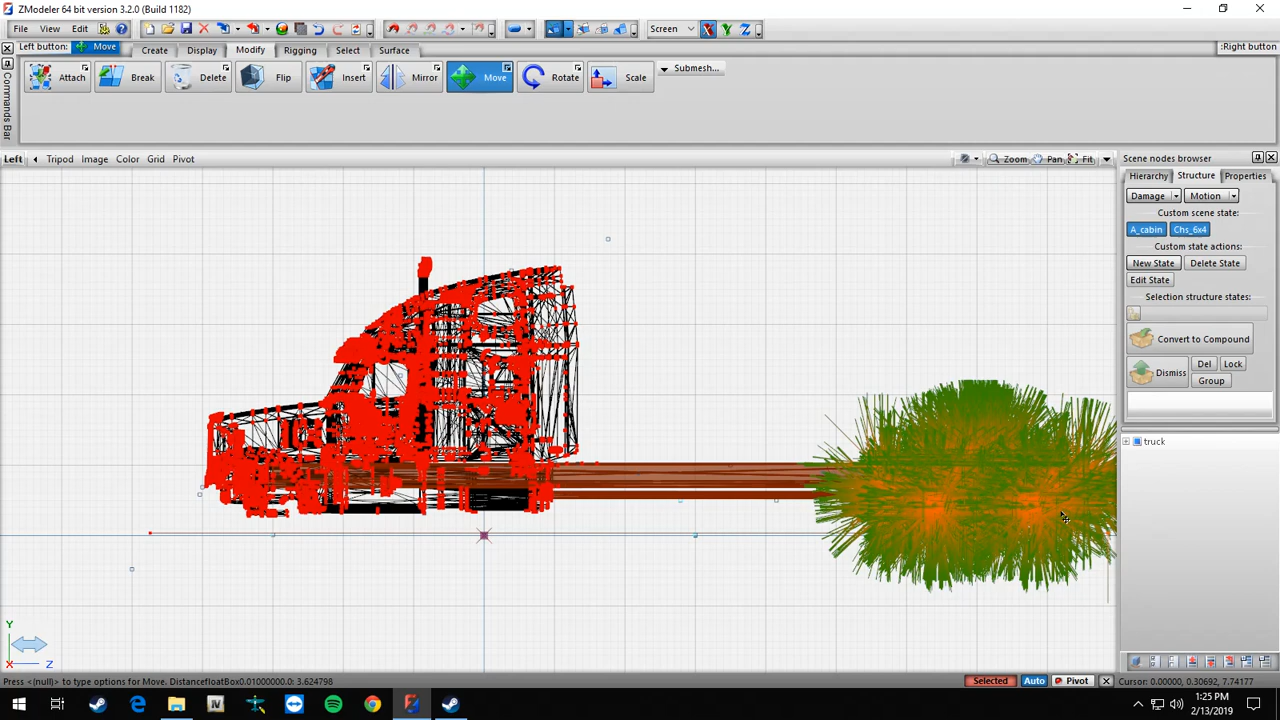 ZModeler 64 bit version 3.2.0 (Build 1182)
File View Edit Screen X Y Z
Left button: Move :Right button
Create Display Modify Rigging Select Surface
Attach Break Delete Flip Insert Mirror Move Rotate Scale Submesh...
Commands Bar
Left Tripod Image Color Grid Pivot Zoom Pan Fit
Scene nodes browser
Hierarchy Structure Properties
Damage Motion
Custom scene state:
A_cabin Chs_6x4
Custom state actions:
New State Delete State
Edit State
Selection structure states:
Convert to Compound
Dismiss Del Lock
Group
truck
Y
X Z
Press <(null)> to type options for Move. DistancefloatBox0.01000000.0: 3.624798 Selected Auto Pivot Cursor: 0.00000, 0.30692, 7.74177
1:25 PM
2/13/2019